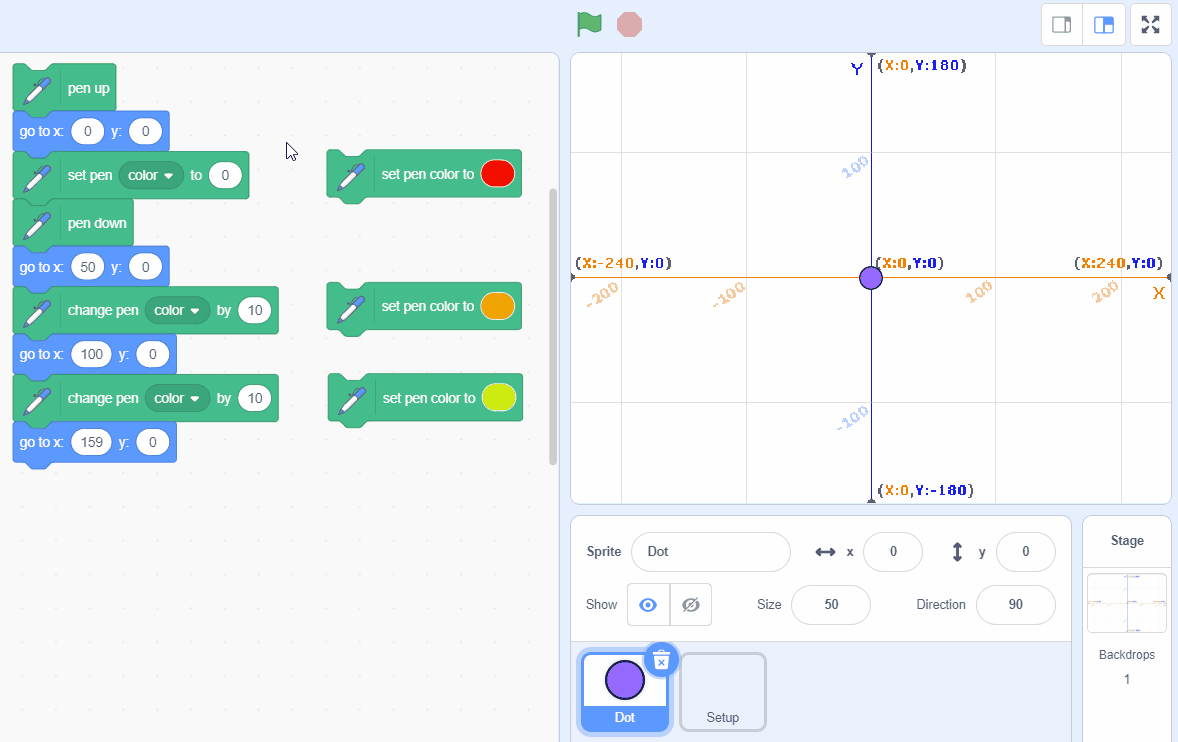 pen up
go to x: 0 y: 0
set pen color to 0
pen down
go to x: 50 y: 0
change pen color by 10
go to x: 100 y: 0
change pen color by 10
go to x: 159 y: 0
set pen color to
set pen color to
set pen color to
Y (X:0,Y:180)
100
(X:-240,Y:0) (X:0,Y:0) (X:240,Y:0)
-200 -100 100 200 X
-100
(X:0,Y:-180)
Sprite Dot x 0 y 0
Show Size 50 Direction 90
Dot Setup
Stage
Backdrops
1